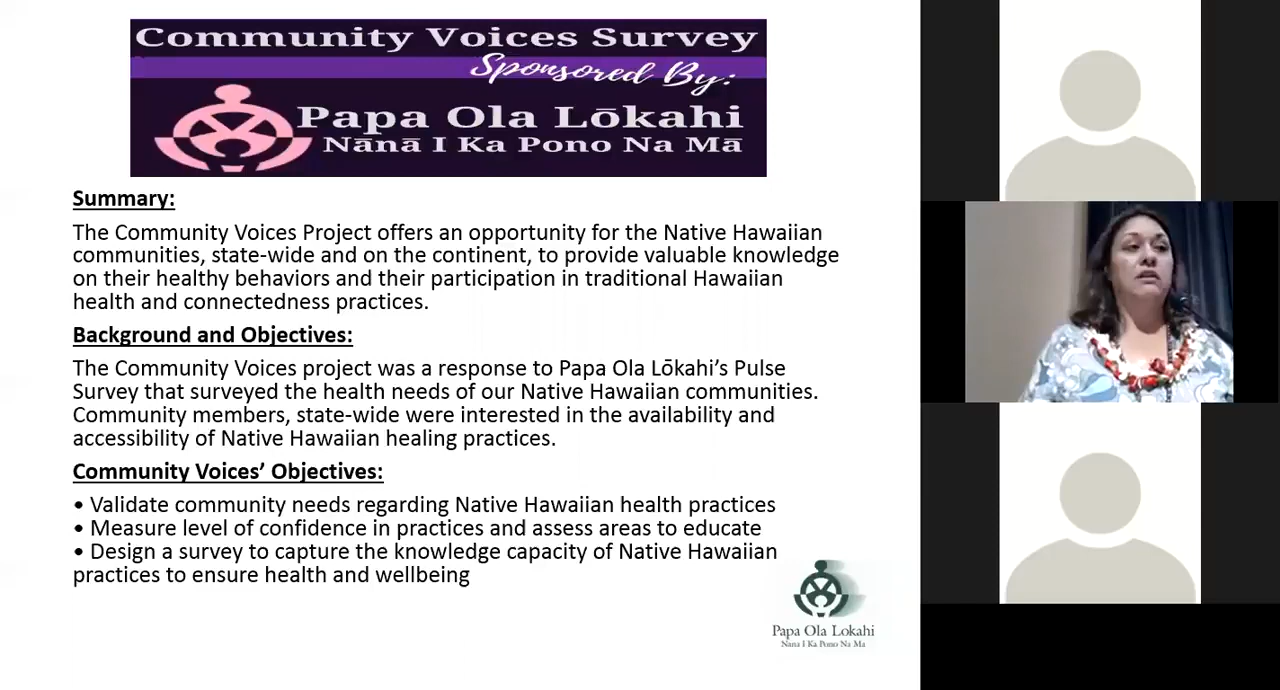 Community Voices Survey
Sponsored By:
Papa Ola Lōkahi
Nānā I Ka Pono Na Mā
Summary:
The Community Voices Project offers an opportunity for the Native Hawaiian
communities, state-wide and on the continent, to provide valuable knowledge
on their healthy behaviors and their participation in traditional Hawaiian
health and connectedness practices.
Background and Objectives:
The Community Voices project was a response to Papa Ola Lōkahi’s Pulse
Survey that surveyed the health needs of our Native Hawaiian communities.
Community members, state-wide were interested in the availability and
accessibility of Native Hawaiian healing practices.
Community Voices’ Objectives:
• Validate community needs regarding Native Hawaiian health practices
• Measure level of confidence in practices and assess areas to educate
• Design a survey to capture the knowledge capacity of Native Hawaiian
practices to ensure health and wellbeing
Papa Ola Lokahi
Nana I Ka Pono Na Ma